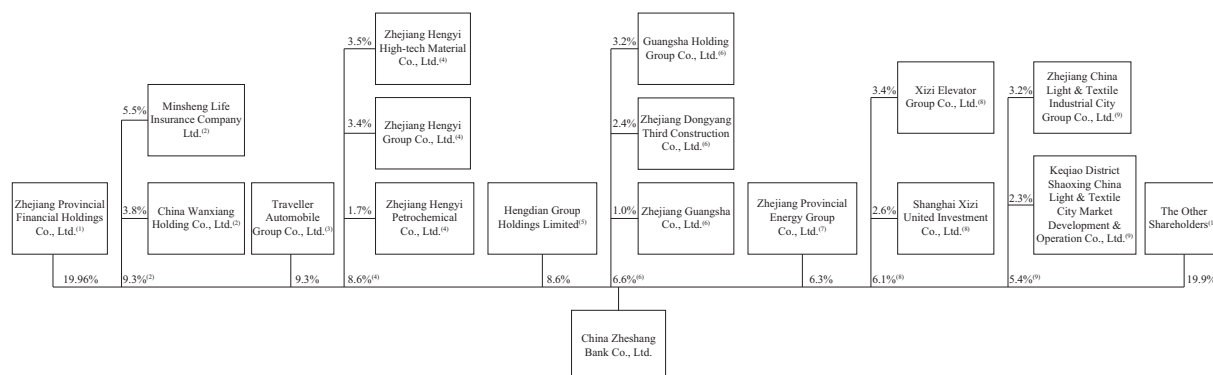 3.5%
Zhejiang Hengyi
High-tech Material
Co., Ltd.(4)
3.2%
Guangsha Holding
Group Co., Ltd.(6)
5.5%
Minsheng Life
Insurance Company
Ltd.(2)
3.4%
Zhejiang Hengyi
Group Co., Ltd.(4)
2.4%
Zhejiang Dongyang
Third Construction
Co., Ltd.(6)
3.4%
Xizi Elevator
Group Co., Ltd.(8)
3.2%
Zhejiang China
Light & Textile
Industrial City
Group Co., Ltd.(9)
Zhejiang Provincial
Financial Holdings
Co., Ltd.(1)
3.8%
China Wanxiang
Holding Co., Ltd.(2)
Traveller
Automobile
Group Co., Ltd.(3)
1.7%
Zhejiang Hengyi
Petrochemical
Co., Ltd.(4)
Hengdian Group
Holdings Limited(5)
1.0%
Zhejiang Guangsha
Co., Ltd.(6)
Zhejiang Provincial
Energy Group
Co., Ltd.(7)
2.6%
Shanghai Xizi
United Investment
Co., Ltd.(8)
2.3%
Keqiao District
Shaoxing China
Light & Textile
City Market
Development &
Operation Co., Ltd.(9)
The Other
Shareholders(1
19.96%
9.3%(2)
9.3%
8.6%(4)
8.6%
6.6%(6)
6.3%
6.1%(8)
5.4%(9)
19.9%
China Zheshang
Bank Co., Ltd.